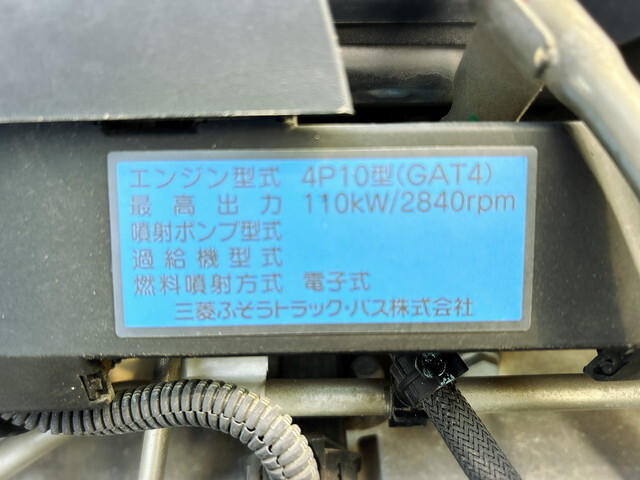 エンジン型式 4P10型(GAT4)
最高出力 110kW/2840rpm
噴射ポンプ型式
過給機型式
燃料噴射方式 電子式
三菱ふそうトラック・バス株式会社